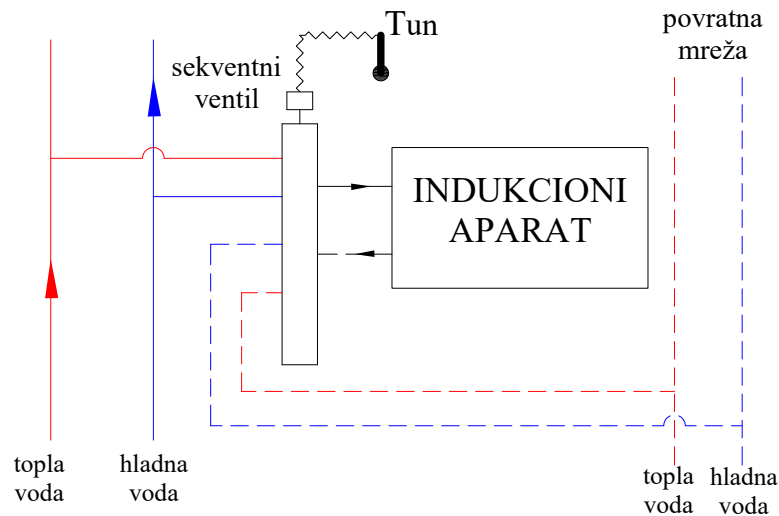 Tun
sekventni
ventil
povratna
mreža
INDUKCIONI
APARAT
topla
voda
hladna
voda
topla
voda
hladna
voda